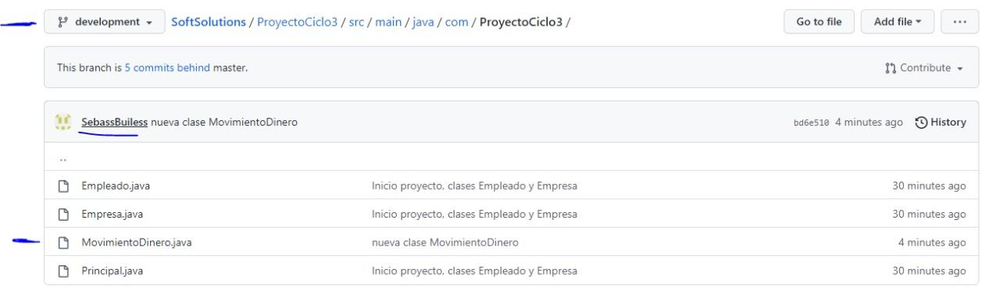 development SoftSolutions / ProyectoCiclo3 / src / main / java / com / ProyectoCiclo3 / Go to file Add file ...
This branch is 5 commits behind master. Contribute
SebassBuiless nueva clase MovimientoDinero bd6e510 4 minutes ago History
..
Empleado.java Inicio proyecto, clases Empleado y Empresa 30 minutes ago
Empresa.java Inicio proyecto, clases Empleado y Empresa 30 minutes ago
MovimientoDinero.java nueva clase MovimientoDinero 4 minutes ago
Principal.java Inicio proyecto, clases Empleado y Empresa 30 minutes ago